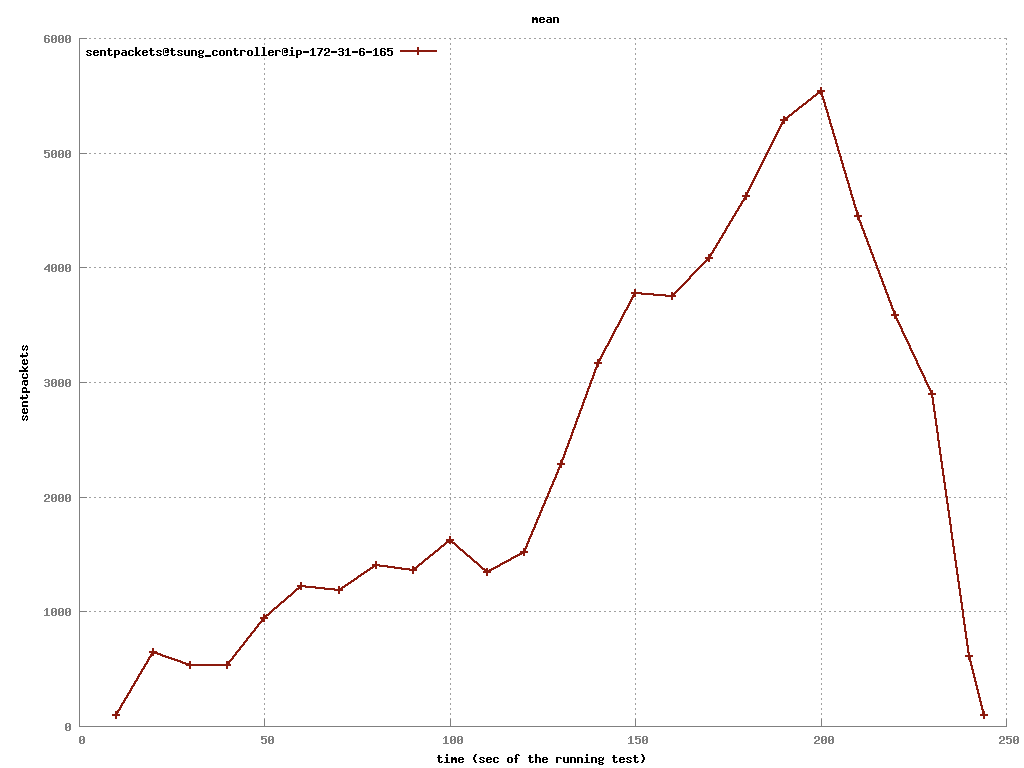 mean
6000
sentpackets@tsung_controller@ip-172-31-6-165
5000
4000
3000
sentpackets
2000
1000
0
0 50 100 150 200 250
time (sec of the running test)